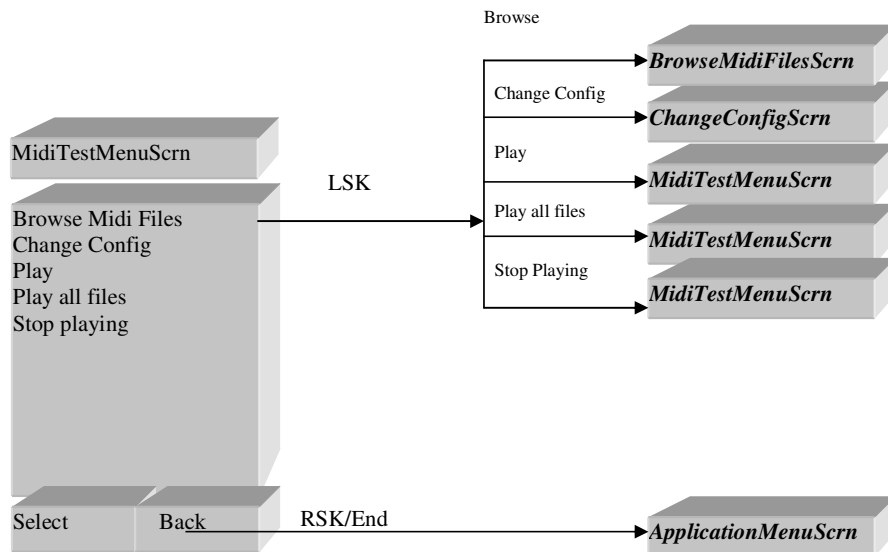 Browse
BrowseMidiFilesScrn
Change Config
ChangeConfigScrn
MidiTestMenuScrn
Play
LSK
MidiTestMenuScrn
Browse Midi Files
Change Config
Play
Play all files
Stop playing
Play all files
MidiTestMenuScrn
Stop Playing
MidiTestMenuScrn
Select
Back
RSK/End
ApplicationMenuScrn